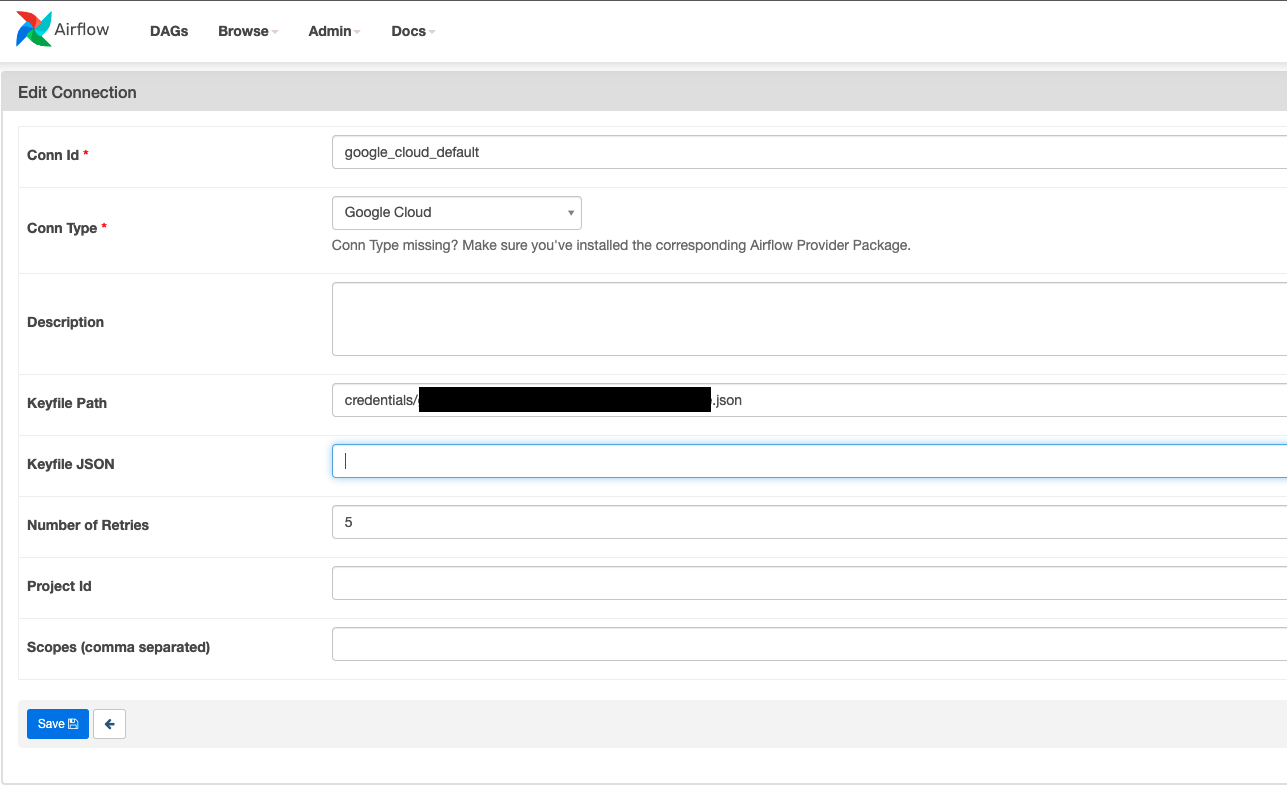 Airflow DAGs Browse Admin Docs
Edit Connection
Conn Id * google_cloud_default
Conn Type * Google Cloud
Conn Type missing? Make sure you've installed the corresponding Airflow Provider Package.
Description
Keyfile Path credentials/ .json
Keyfile JSON
Number of Retries 5
Project Id
Scopes (comma separated)
Save